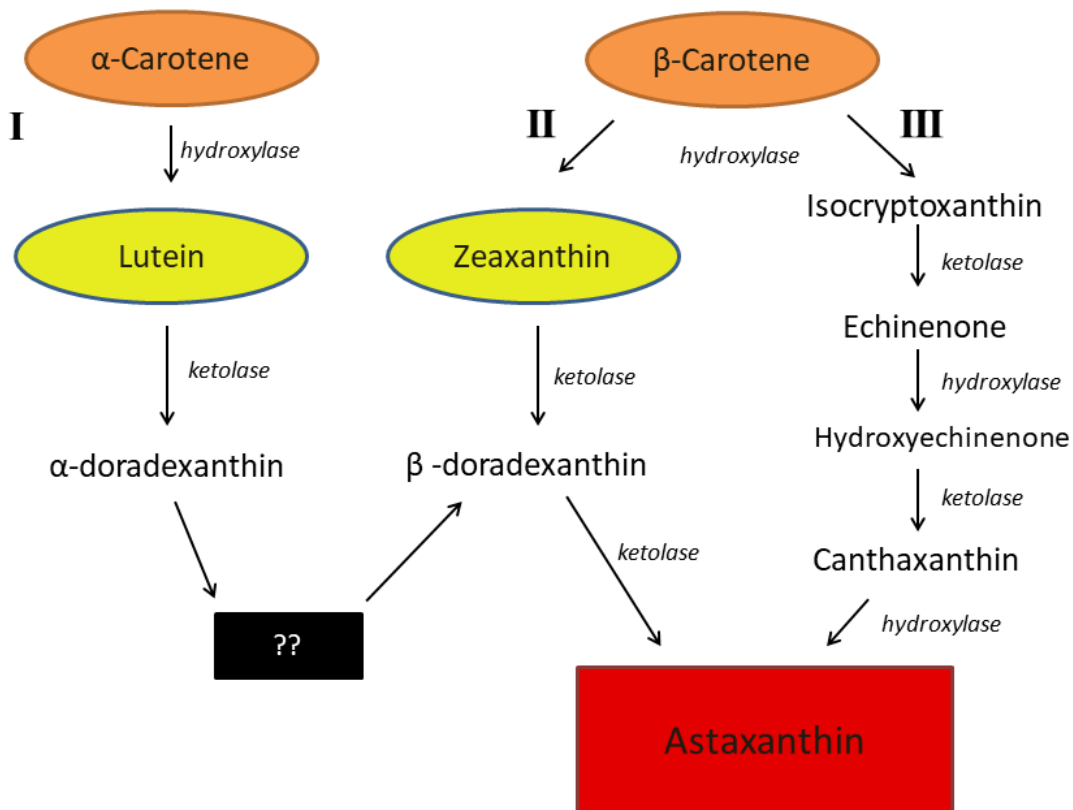 α-Carotene
β-Carotene
I
II
III
hydroxylase
hydroxylase
Isocryptoxanthin
Lutein
Zeaxanthin
ketolase
Echinenone
ketolase
ketolase
hydroxylase
Hydroxyechinenone
α-doradexanthin
β -doradexanthin
ketolase
ketolase
Canthaxanthin
hydroxylase
??
Astaxanthin